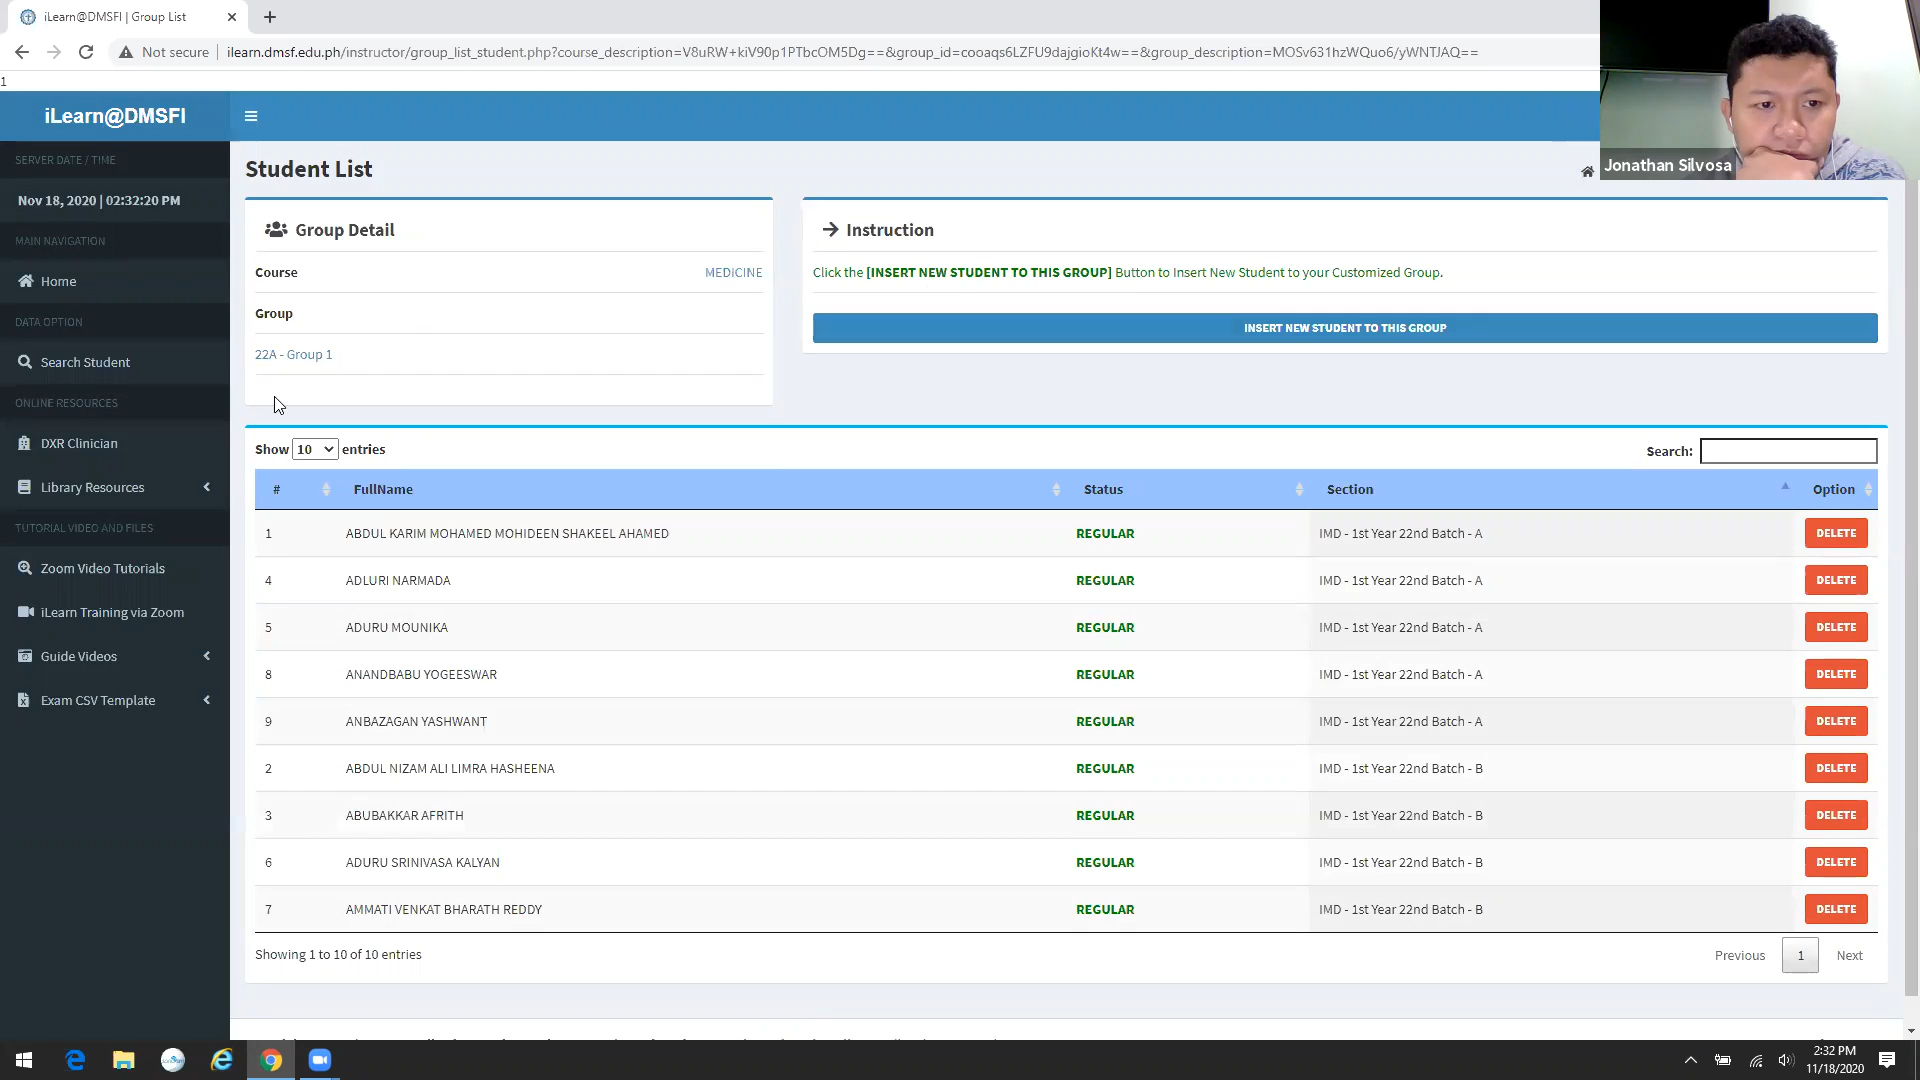 iLearn@DMSFI | Group List
Not secure
ilearn.dmsf.edu.ph/instructor/group_list_student.php?course_description=V8uRW+kiV90p1PTbcOM5Dg==&group_id=cooaqs6LZFU9dajgioKt4w==&group_description=MOSv631hzWQuo6/yWNTJAQ==
1
iLearn@DMSFI
Jonathan Silvosa
SERVER DATE / TIME
Nov 18, 2020 | 02:32:20 PM
MAIN NAVIGATION
Home
DATA OPTION
Search Student
ONLINE RESOURCES
DXR Clinician
Library Resources
TUTORIAL VIDEO AND FILES
Zoom Video Tutorials
iLearn Training via Zoom
Guide Videos
Exam CSV Template
Student List
Group Detail
Course MEDICINE
Group
22A - Group 1
Instruction
Click the [INSERT NEW STUDENT TO THIS GROUP] Button to Insert New Student to your Customized Group.
INSERT NEW STUDENT TO THIS GROUP
Show 10 entries
Search:
# FullName Status Section Option
1 ABDUL KARIM MOHAMED MOHIDEEN SHAKEEL AHAMED REGULAR IMD - 1st Year 22nd Batch - A DELETE
4 ADLURI NARMADA REGULAR IMD - 1st Year 22nd Batch - A DELETE
5 ADURU MOUNIKA REGULAR IMD - 1st Year 22nd Batch - A DELETE
8 ANANDBABU YOGEESWAR REGULAR IMD - 1st Year 22nd Batch - A DELETE
9 ANBAZAGAN YASHWANT REGULAR IMD - 1st Year 22nd Batch - A DELETE
2 ABDUL NIZAM ALI LIMRA HASHEENA REGULAR IMD - 1st Year 22nd Batch - B DELETE
3 ABUBAKKAR AFRITH REGULAR IMD - 1st Year 22nd Batch - B DELETE
6 ADURU SRINIVASA KALYAN REGULAR IMD - 1st Year 22nd Batch - B DELETE
7 AMMATI VENKAT BHARATH REDDY REGULAR IMD - 1st Year 22nd Batch - B DELETE
Showing 1 to 10 of 10 entries
Previous 1 Next
2:32 PM
11/18/2020